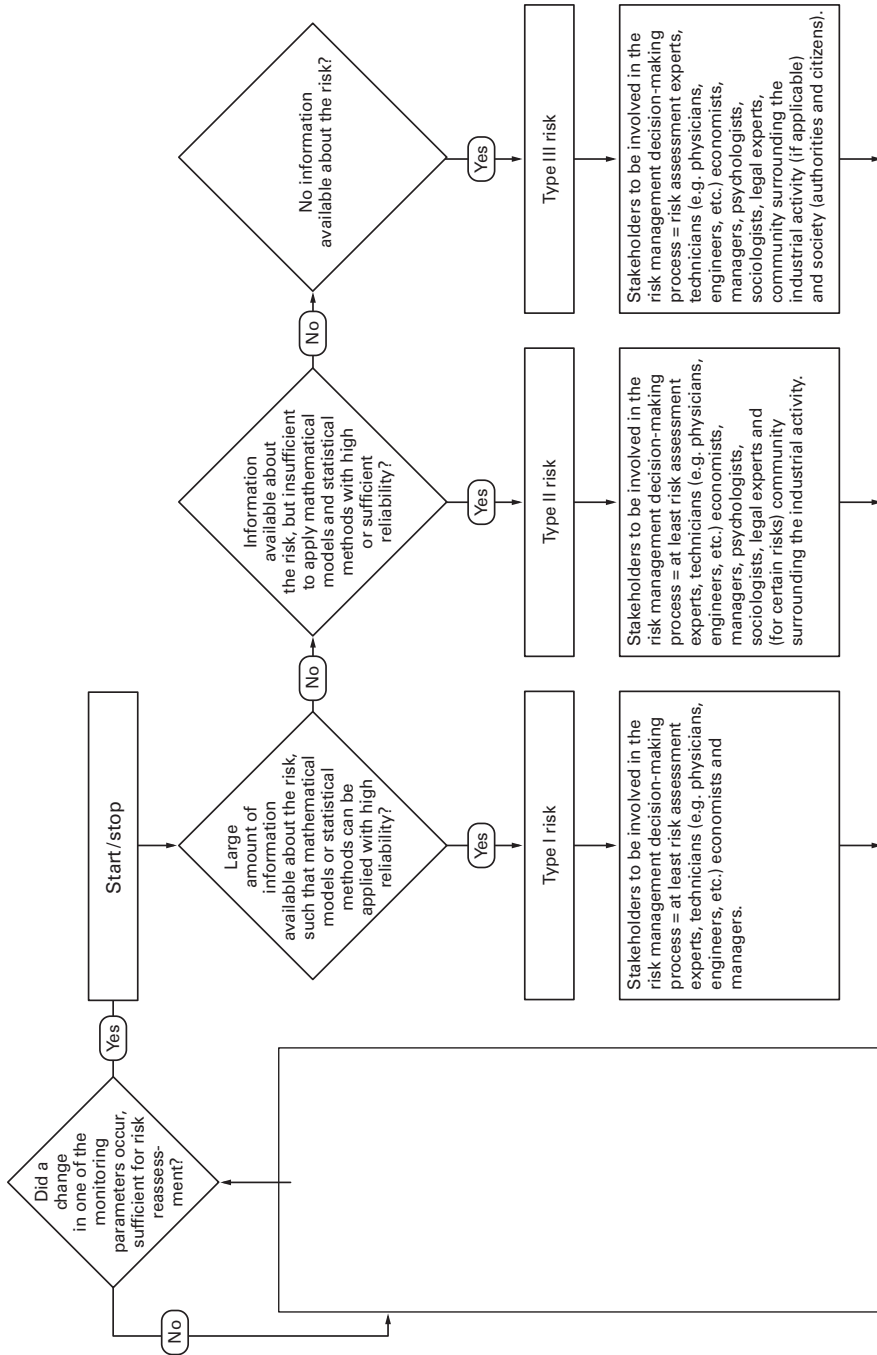 Did a
change
in one of the
monitoring
parameters occur,
sufficient for risk
reassess-
ment?
Yes
No
Start/stop
Large
amount of
information
available about the risk,
such that mathematical
models or statistical
methods can be
applied with high
reliability?
No
Yes
Type I risk
Stakeholders to be involved in the
risk management decision-making
process = at least risk assessment
experts, technicians (e.g. physicians,
engineers, etc.) economists and
managers.
Information
available about
the risk, but insufficient
to apply mathematical
models and statistical
methods with high
or sufficient
reliability?
No
Yes
Type II risk
Stakeholders to be involved in the
risk management decision-making
process = at least risk assessment
experts, technicians (e.g. physicians,
engineers, etc.) economists,
managers, psychologists,
sociologists, legal experts and
(for certain risks) community
surrounding the industrial activity.
No information
available about the risk?
Yes
Type III risk
Stakeholders to be involved in the
risk management decision-making
process = risk assessment experts,
technicians (e.g. physicians,
engineers, etc.) economists,
managers, psychologists,
sociologists, legal experts,
community surrounding the
industrial activity (if applicable)
and society (authorities and citizens).